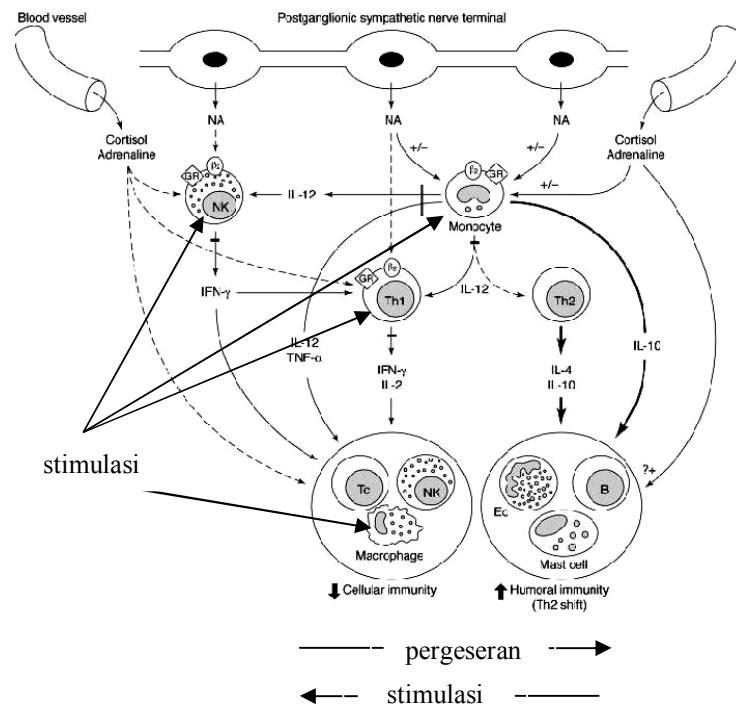 Blood vessel
Postganglionic sympathetic nerve terminal
NA
NA
NA
Cortisol
Adrenaline
+/−
+/−
Cortisol
Adrenaline
GR
β2
β2
GR
+/−
NK
IL-12
Monocyte
GR
β2
IFN-γ
Th1
IL-12
Th2
IL-12
TNF-α
IFN-γ
IL-2
IL-4
IL-10
IL-10
stimulasi
Tc
NK
Eo
B
?+
Macrophage
Mast cell
Cellular immunity
Humoral immunity
(Th2 shift)
pergeseran
stimulasi